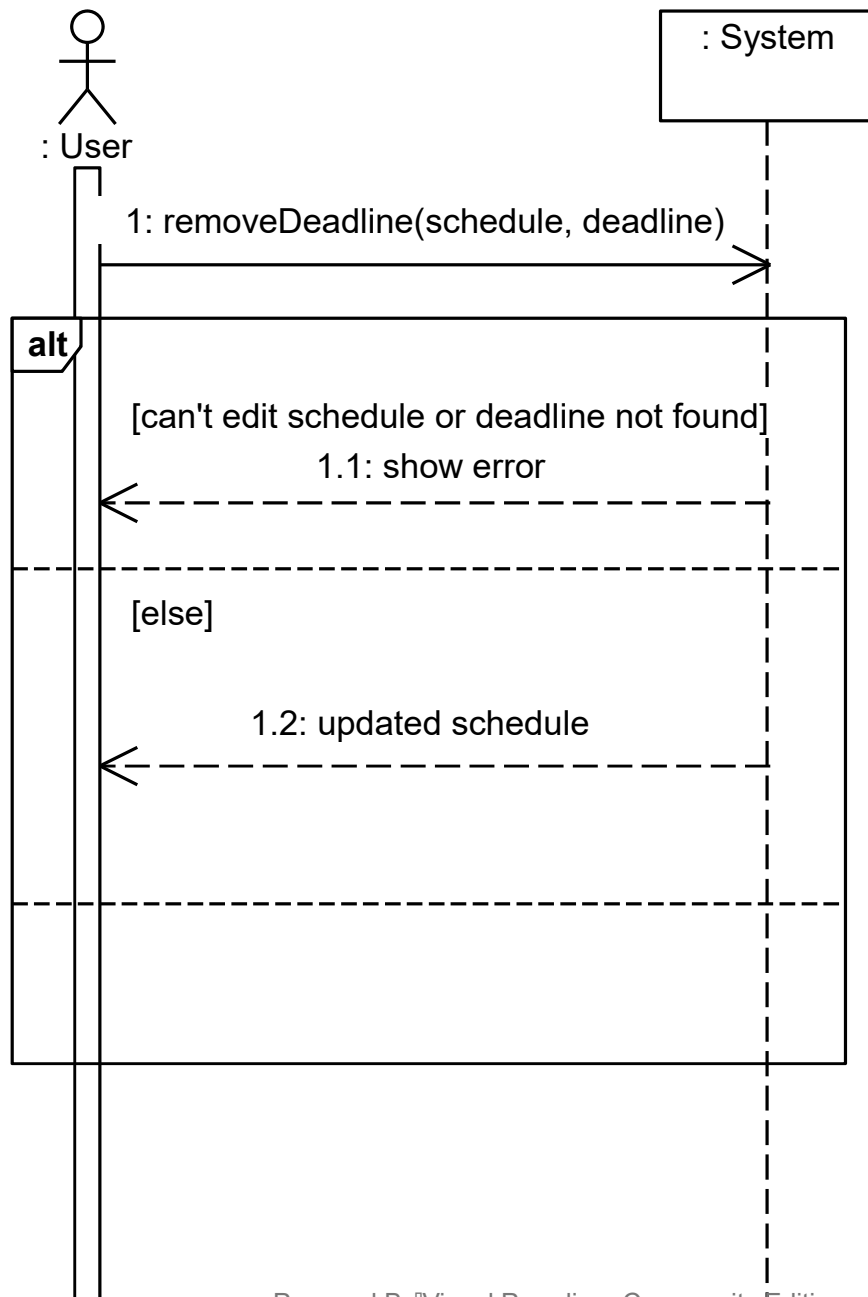 : System
: User
1: removeDeadline(schedule, deadline)
alt
[can't edit schedule or deadline not found]
1.1: show error
[else]
1.2: updated schedule